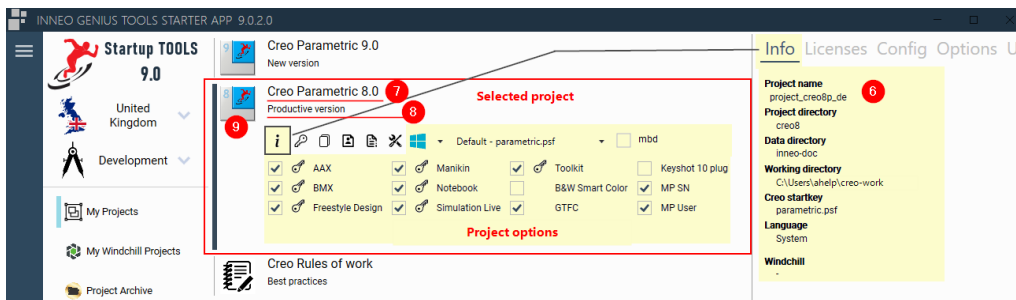 INNEO GENIUS TOOLS STARTER APP 9.0.2.0
Startup TOOLS
9.0
United
Kingdom
Development
My Projects
My Windchill Projects
Project Archive
9
Creo Parametric 9.0
New version
8
Creo Parametric 8.0
7
Selected project
Productive version
8
9
i
Default - parametric.psf
mbd
AAX
Manikin
Toolkit
Keyshot 10 plug
BMX
Notebook
B&W Smart Color
MP SN
Freestyle Design
Simulation Live
GTFC
MP User
Project options
Creo Rules of work
Best practices
Info Licenses Config Options U
Project name
project_creo8p_de
6
Project directory
creo8
Data directory
inneo-doc
Working directory
C:\Users\ahelp\creo-work
Creo startkey
parametric.psf
Language
System
Windchill
-